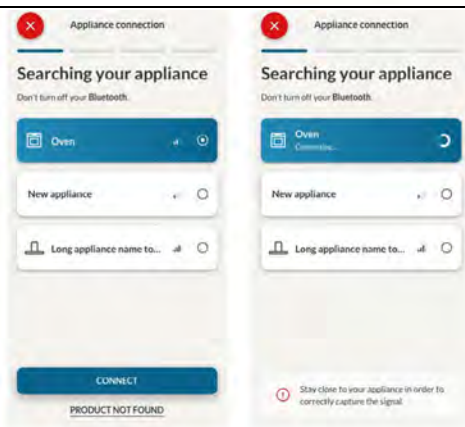 Appliance connection
Searching your appliance
Don't turn off your Bluetooth.
Oven
New appliance
Long appliance name to...
CONNECT
PRODUCT NOT FOUND
Appliance connection
Searching your appliance
Don't turn off your Bluetooth.
Oven
Connecting...
New appliance
Long appliance name to...
Stay close to your appliance in order to
correctly capture the signal.